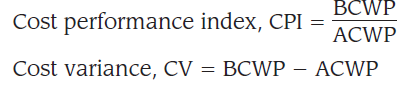 Cost performance index, CPI = BCWP / ACWP
Cost variance, CV = BCWP − ACWP